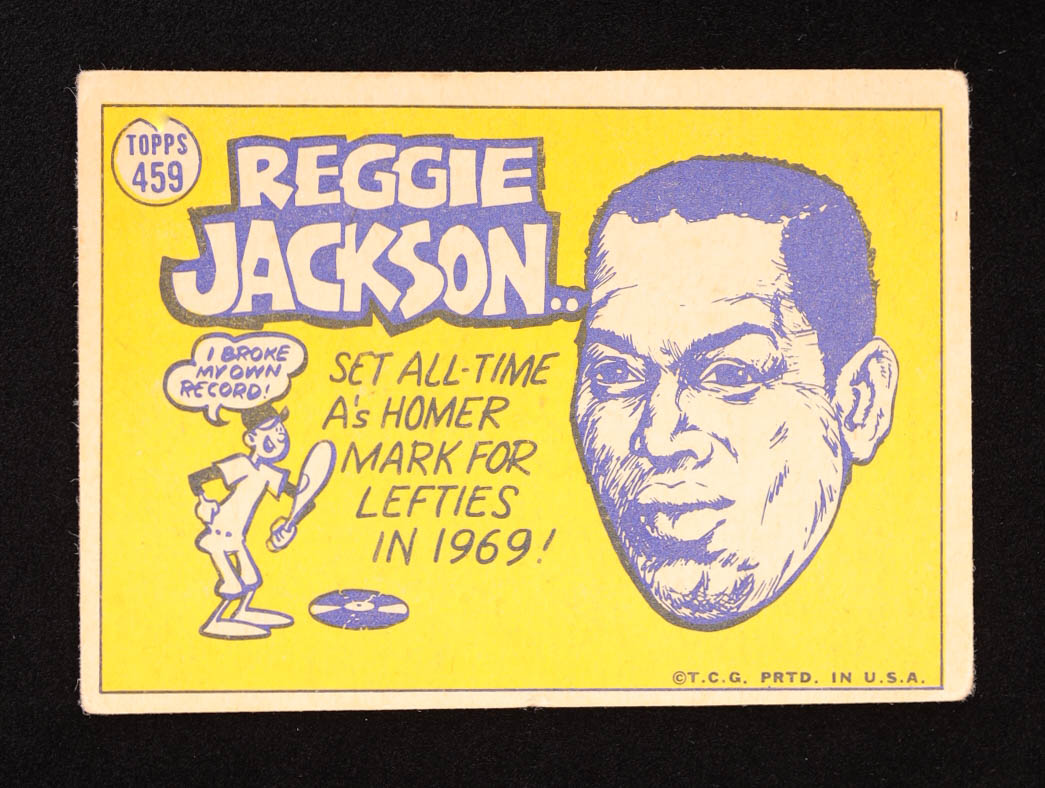 TOPPS
459
REGGIE
JACKSON..
I BROKE
MY OWN
RECORD!
SET ALL-TIME
A's HOMER
MARK FOR
LEFTIES
IN 1969!
©T.C.G. PRTD. IN U.S.A.